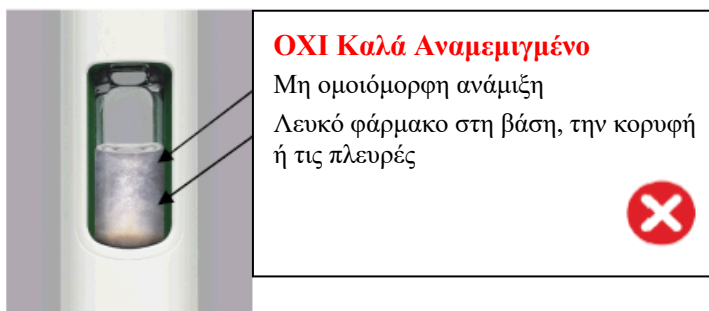 ΟΧΙ Καλά Αναμεμιγμένο
Μη ομοιόμορφη ανάμιξη
Λευκό φάρμακο στη βάση, την κορυφή
ή τις πλευρές